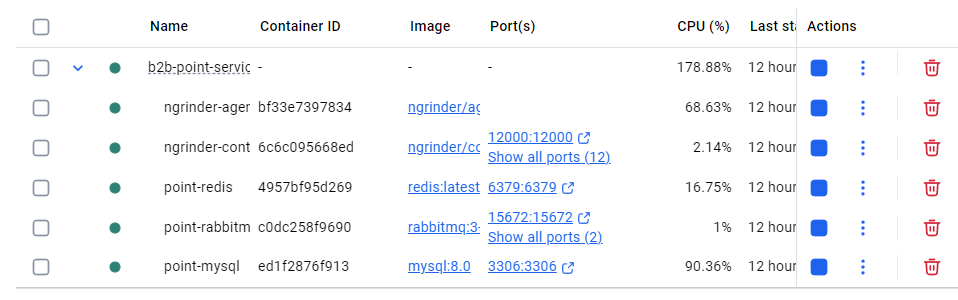 Name Container ID Image Port(s) CPU (%) Last sta Actions
b2b-point-servic - - - 178.88% 12 hour
ngrinder-ager bf33e7397834 ngrinder/ag 68.63% 12 hour
ngrinder-cont 6c6c095668ed ngrinder/co 12000:12000 2.14% 12 hour
Show all ports (12)
point-redis 4957bf95d269 redis:latest 6379:6379 16.75% 12 hour
point-rabbitm c0dc258f9690 rabbitmq:3- 15672:15672 1% 12 hour
Show all ports (2)
point-mysql ed1f2876f913 mysql:8.0 3306:3306 90.36% 12 hour